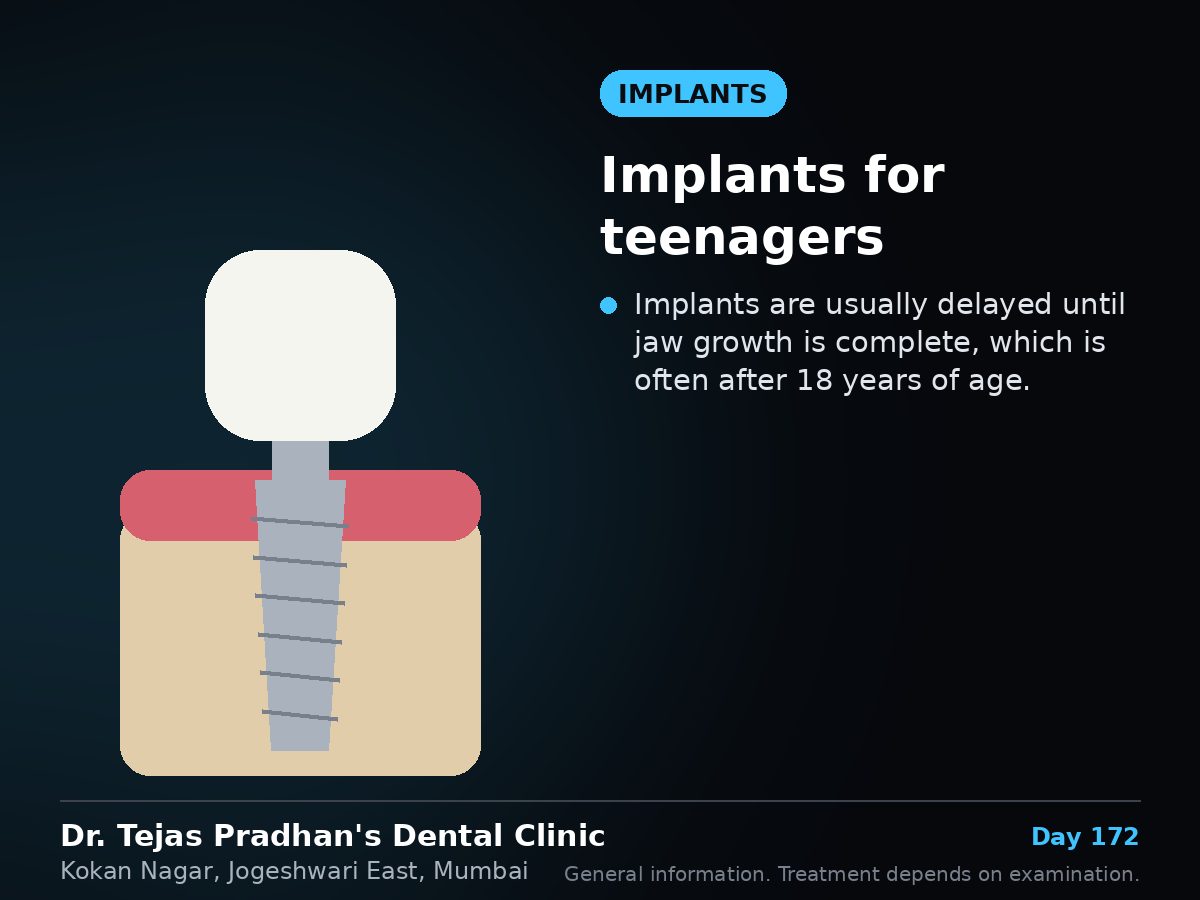 IMPLANTS
Implants for
teenagers
Implants are usually delayed until
jaw growth is complete, which is
often after 18 years of age.
Dr. Tejas Pradhan's Dental Clinic
Day 172
Kokan Nagar, Jogeshwari East, Mumbai
General information. Treatment depends on examination.